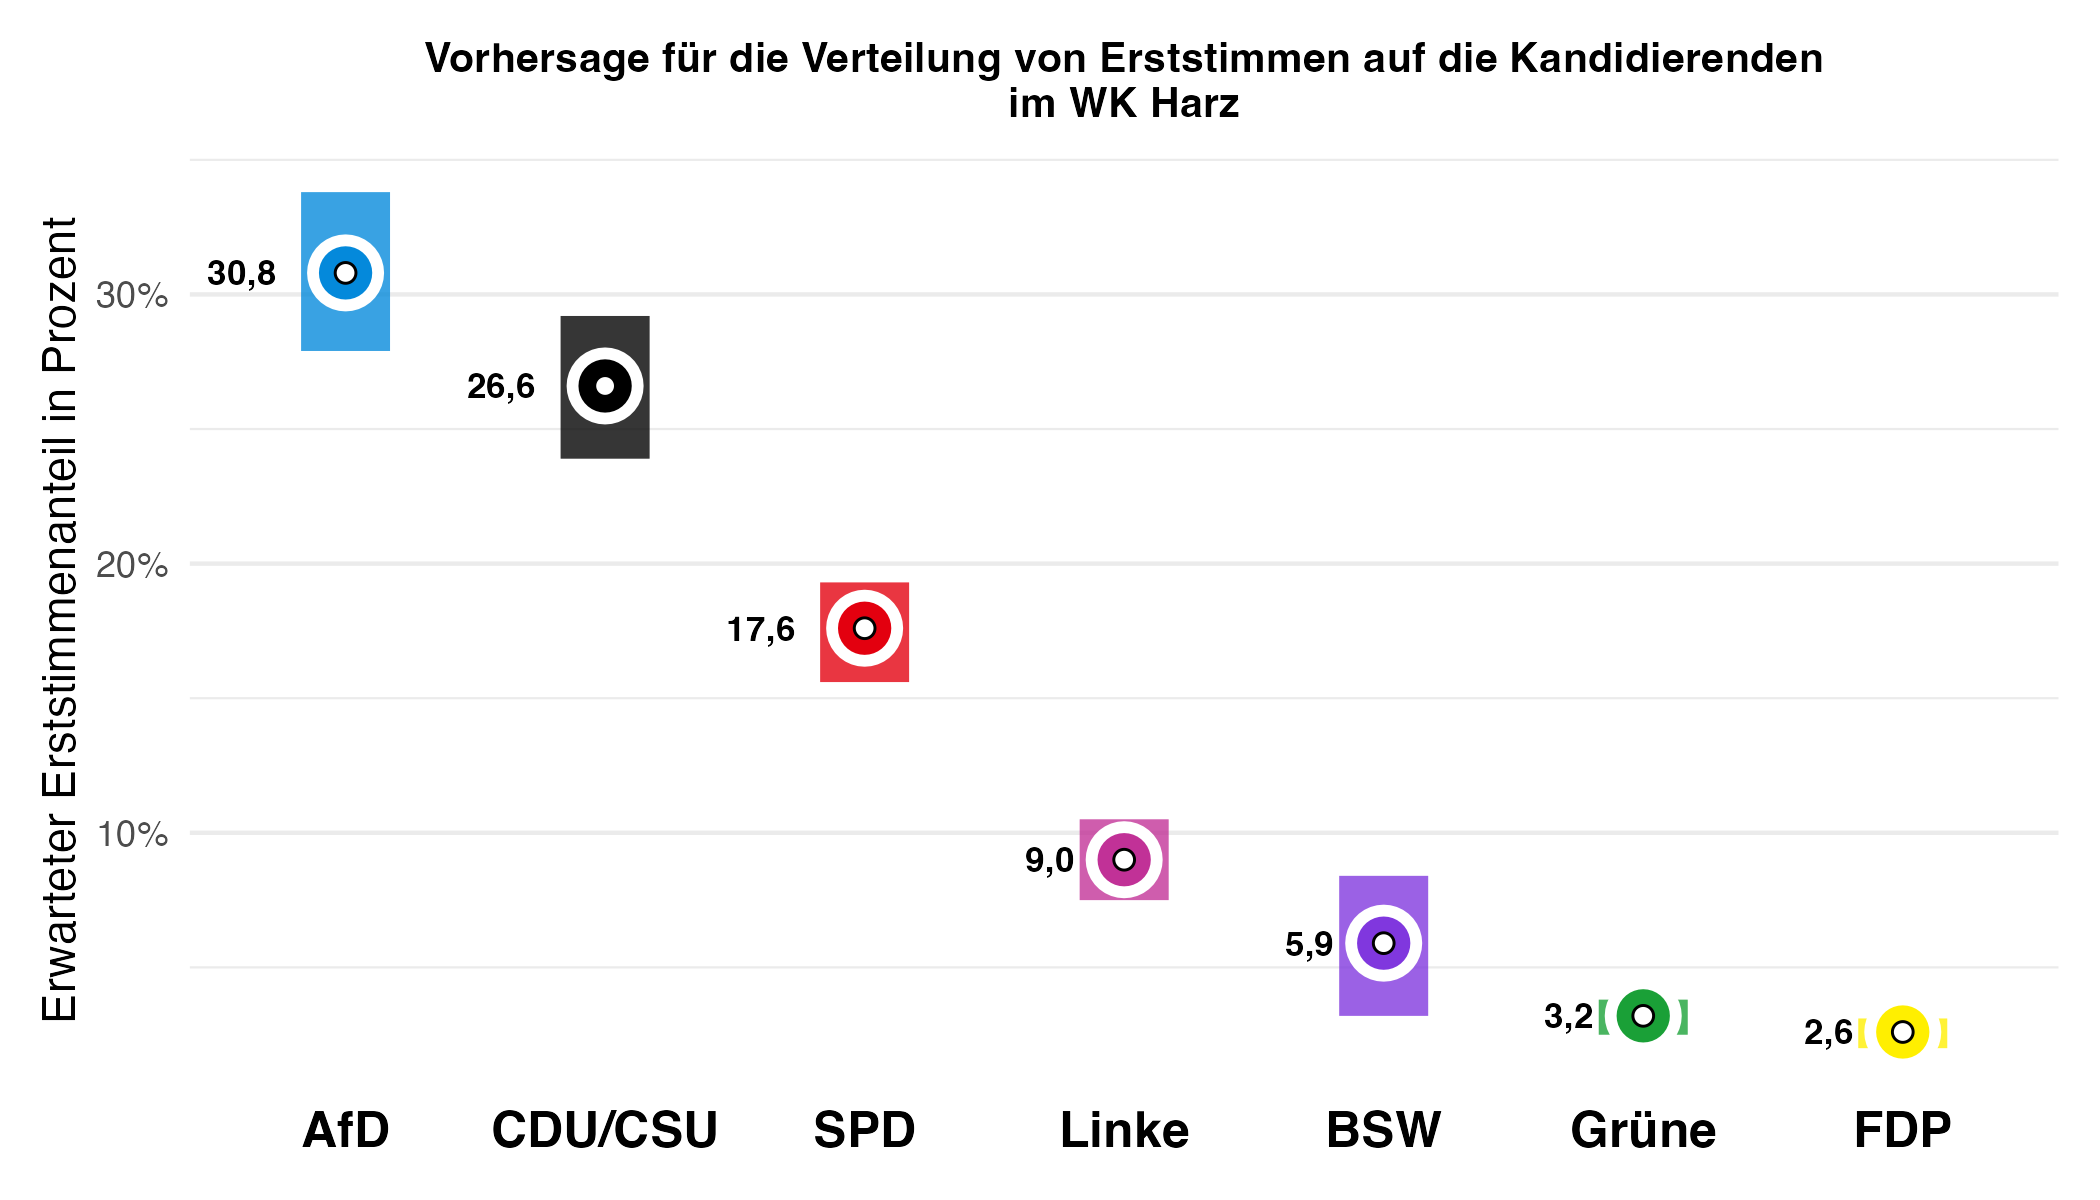 Vorhersage für die Verteilung von Erststimmen auf die Kandidierenden
im WK Harz
Erwarteter Erststimmenanteil in Prozent
30%
20%
10%
30,8
26,6
17,6
9,0
5,9
3,2
2,6
AfD
CDU/CSU
SPD
Linke
BSW
Grüne
FDP